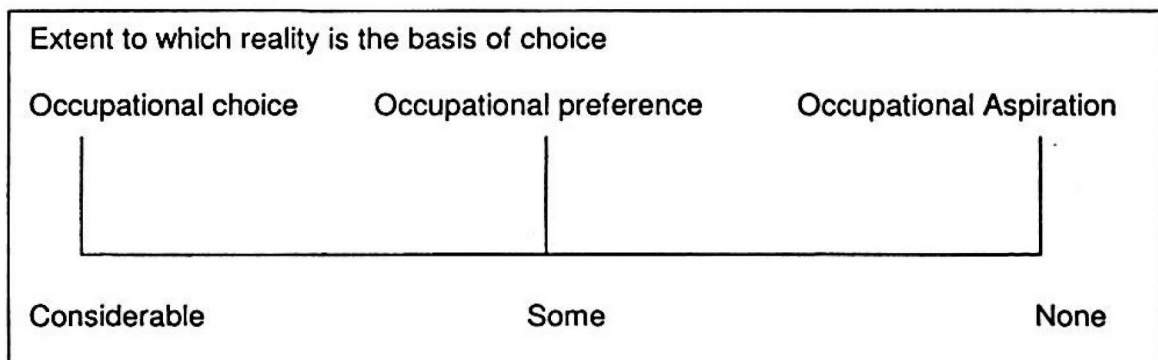 Extent to which reality is the basis of choice
Occupational choice Occupational preference Occupational Aspiration
Considerable Some None